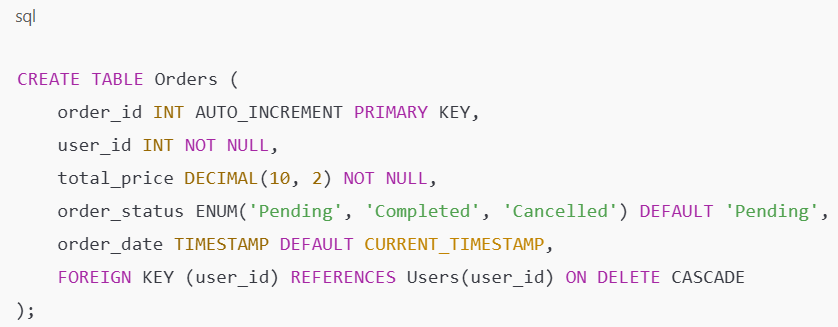 sql
CREATE TABLE Orders (
    order_id INT AUTO_INCREMENT PRIMARY KEY,
    user_id INT NOT NULL,
    total_price DECIMAL(10, 2) NOT NULL,
    order_status ENUM('Pending', 'Completed', 'Cancelled') DEFAULT 'Pending',
    order_date TIMESTAMP DEFAULT CURRENT_TIMESTAMP,
    FOREIGN KEY (user_id) REFERENCES Users(user_id) ON DELETE CASCADE
);